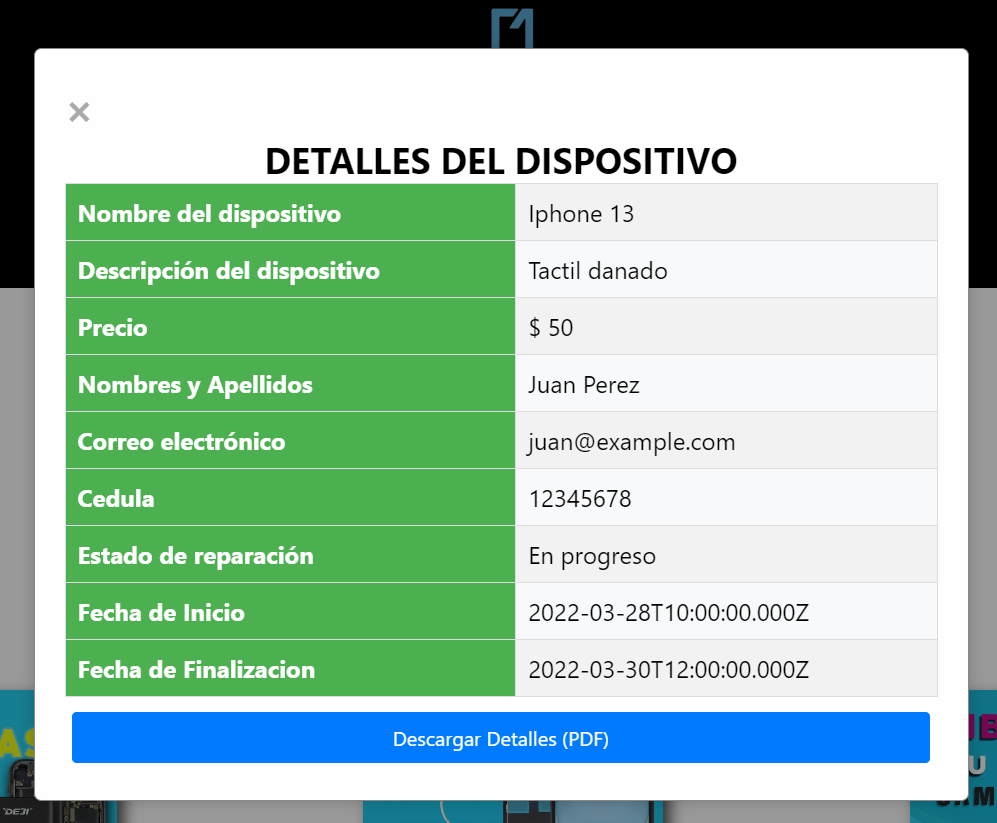 ×
DETALLES DEL DISPOSITIVO
Nombre del dispositivo Iphone 13
Descripción del dispositivo Tactil danado
Precio $ 50
Nombres y Apellidos Juan Perez
Correo electrónico juan@example.com
Cedula 12345678
Estado de reparación En progreso
Fecha de Inicio 2022-03-28T10:00:00.000Z
Fecha de Finalizacion 2022-03-30T12:00:00.000Z
Descargar Detalles (PDF)
"DEJI"